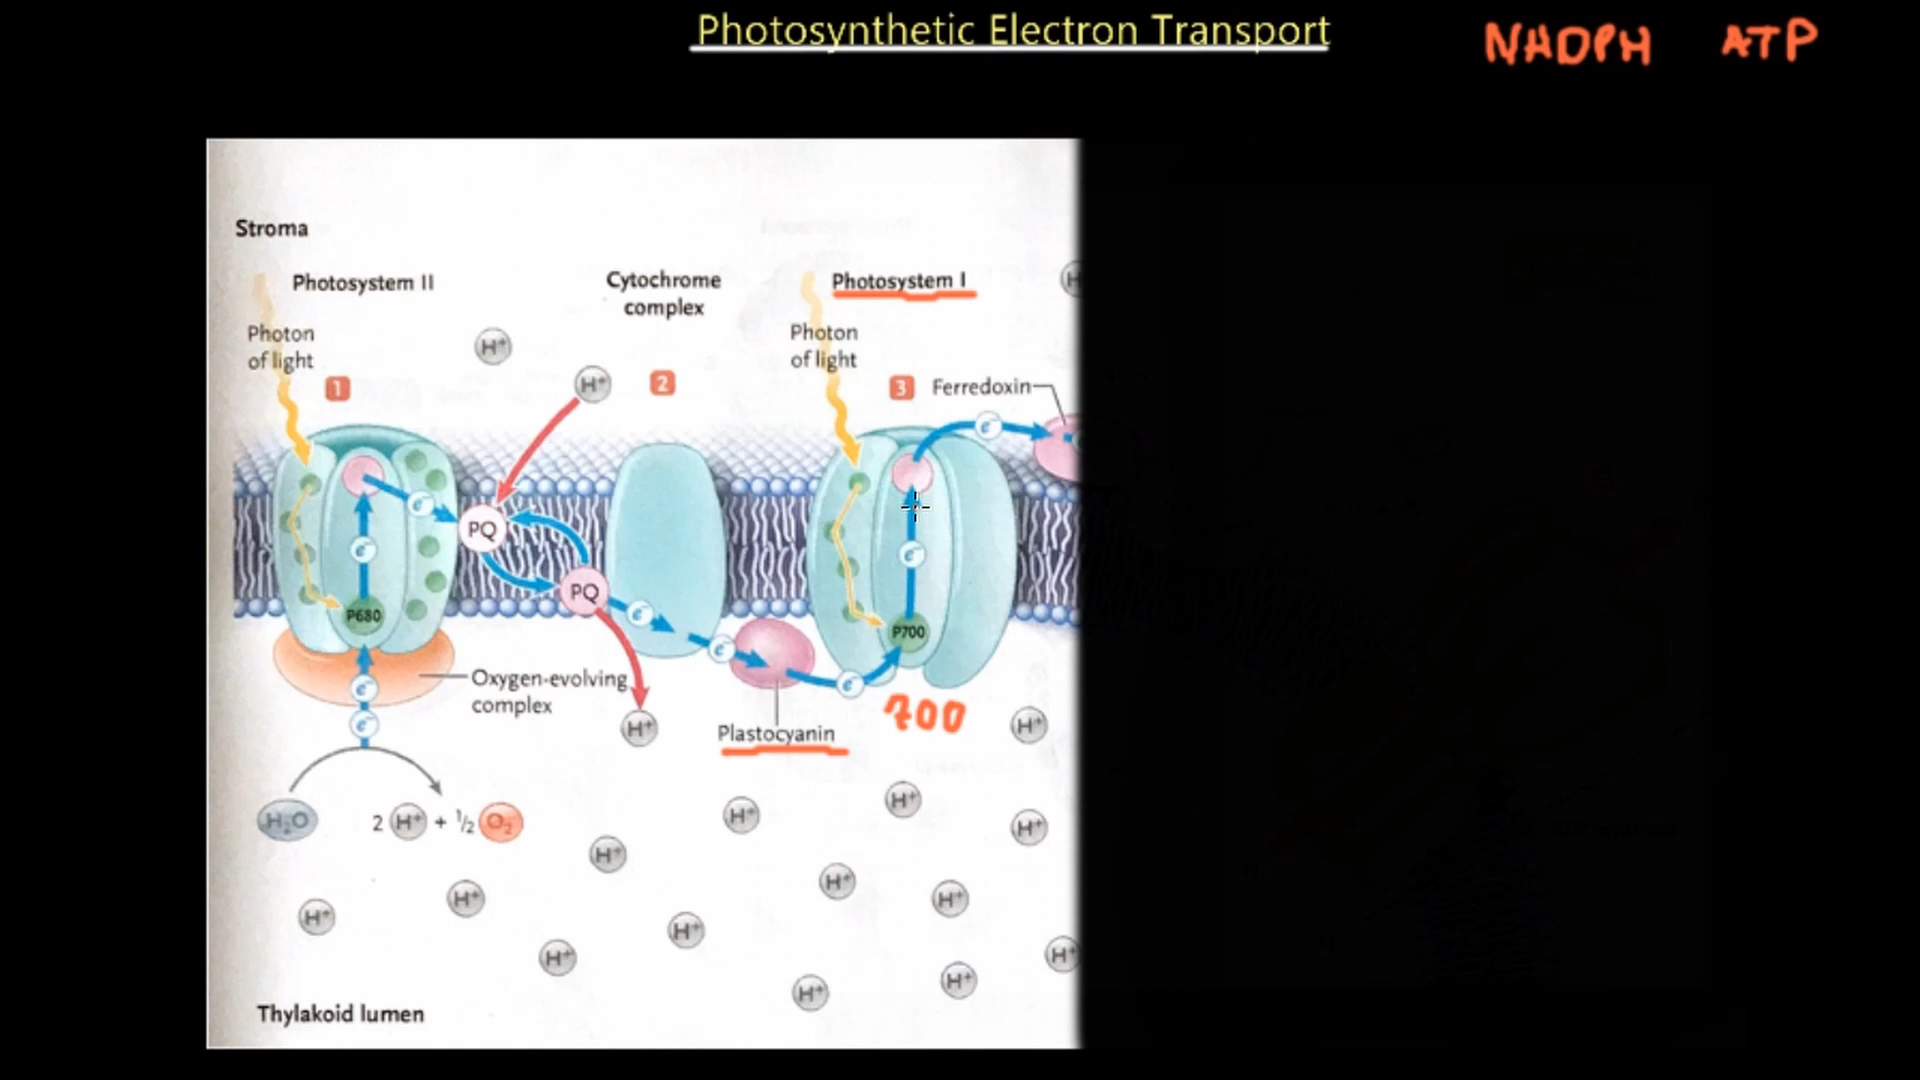 Photosynthetic Electron Transport
NADPH ATP
Stroma
Photosystem II
Cytochrome
complex
Photosystem I
H
Photon
of light
H+
Photon
of light
1
H+
2
3
Ferredoxin
e-
e-
PQ
e-
e-
PQ
P680
e-
e-
P700
e-
Oxygen-evolving
complex
e-
e-
H+
Plastocyanin
700
H+
H2O
2 H+ + 1/2 O2
H+
H+
H+
H+
H+
H+
H+
H+
H+
H+
H+
H+
H+
Thylakoid lumen